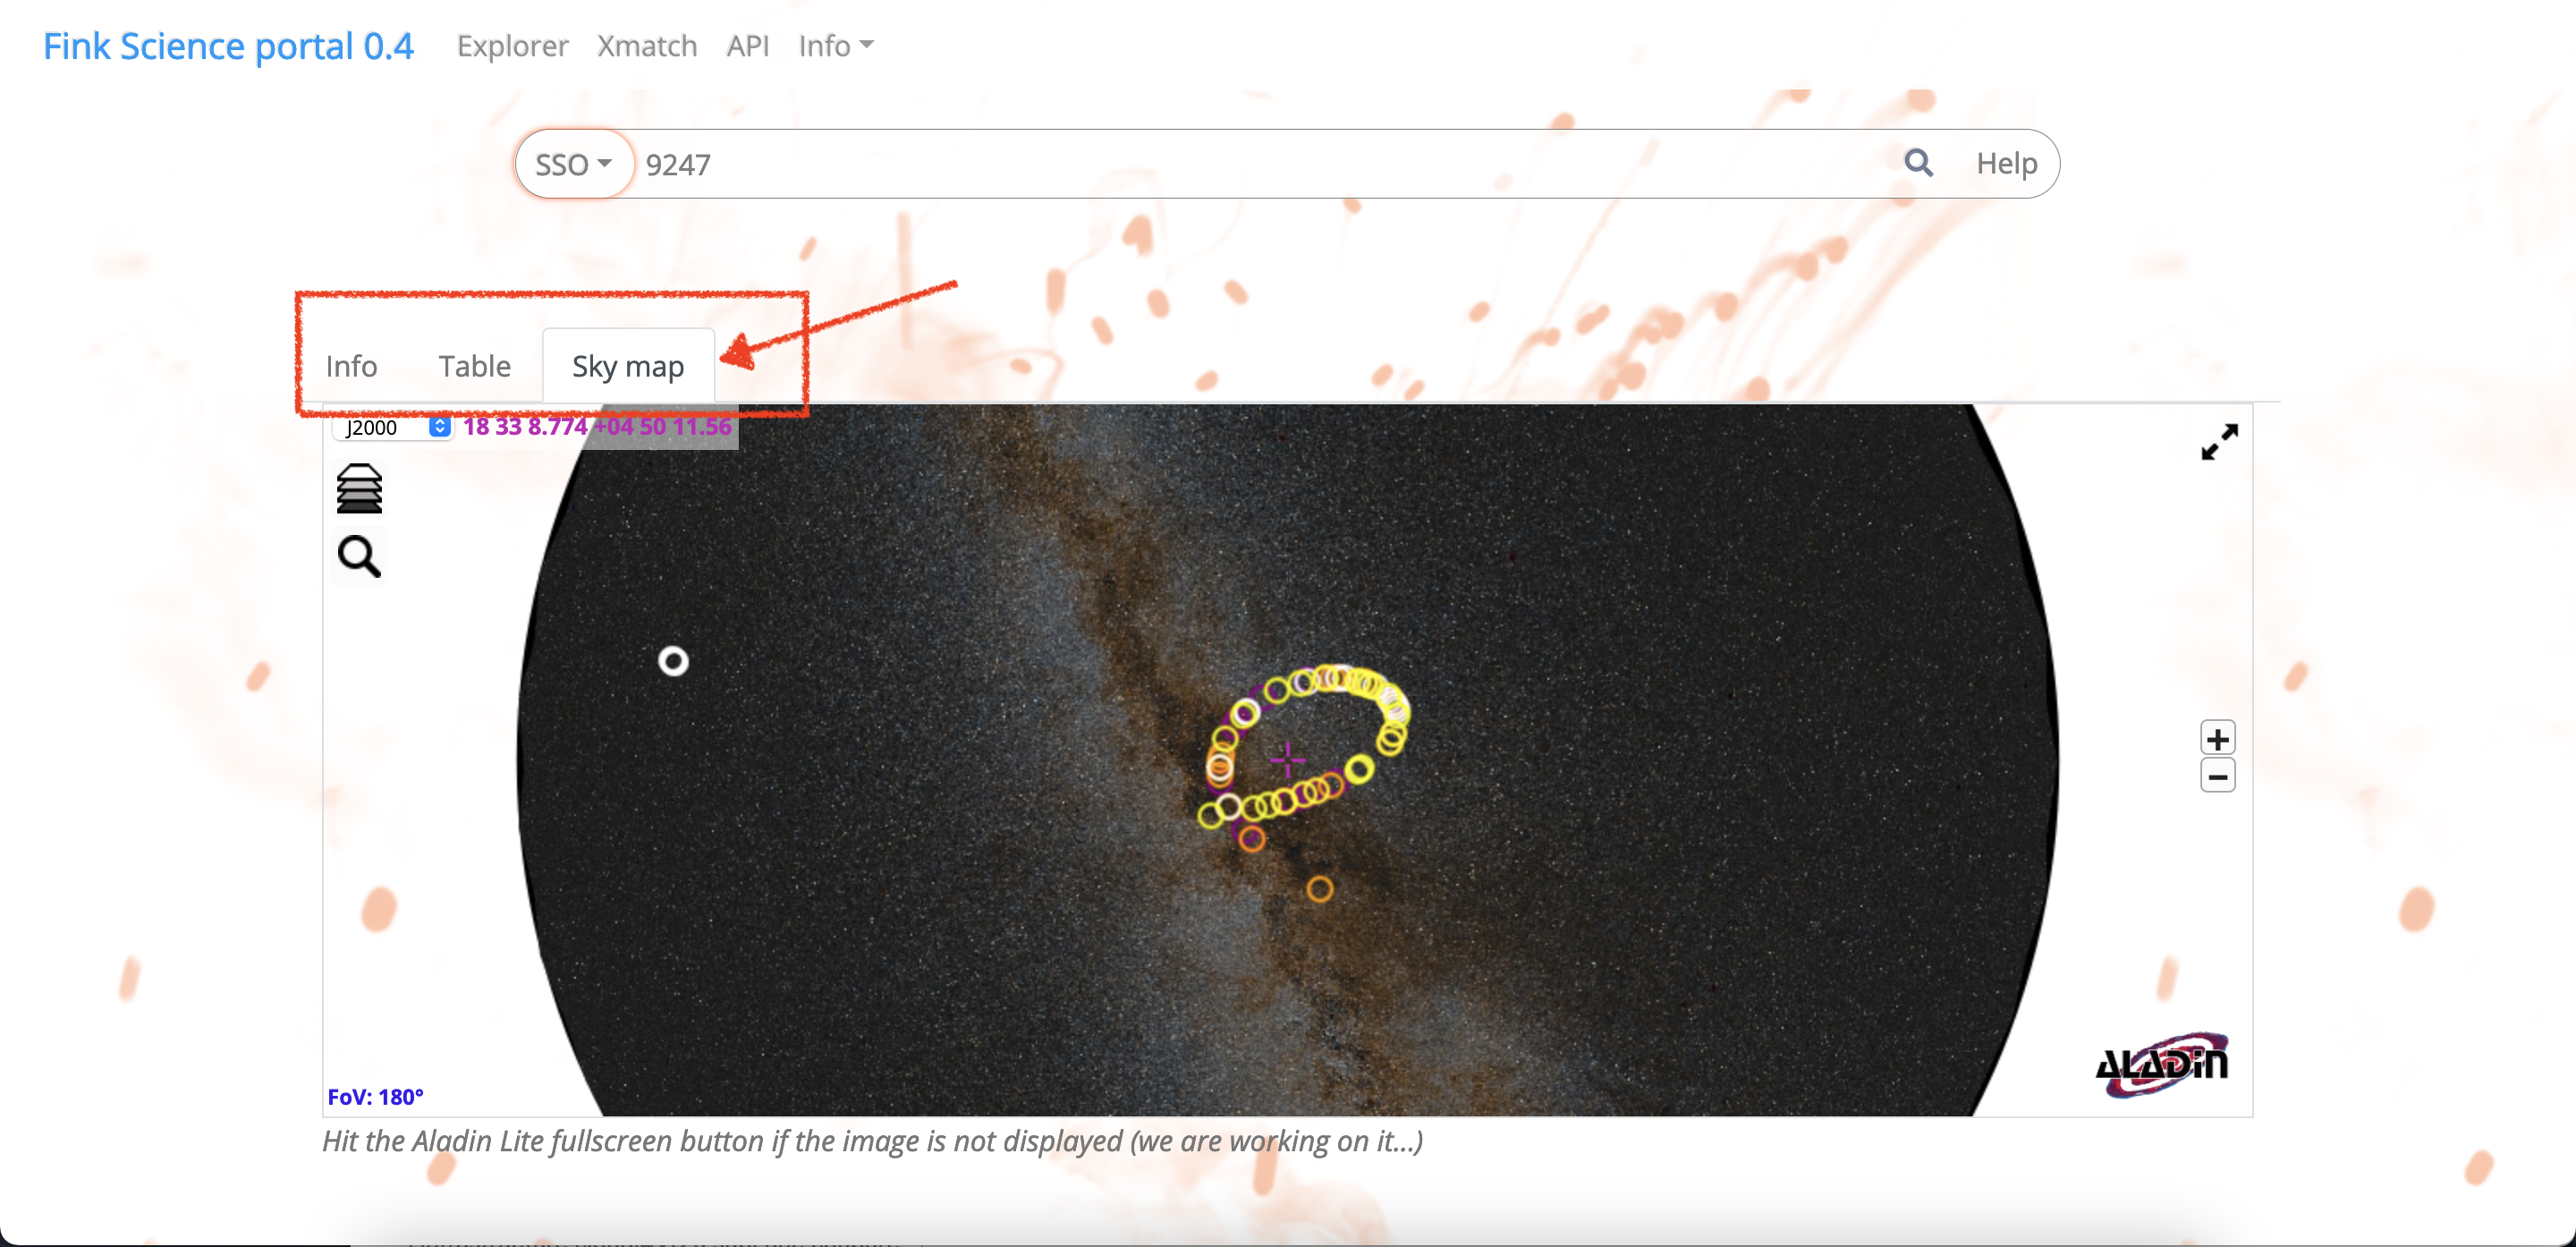 Fink Science portal 0.4 Explorer Xmatch API Info
SSO 9247 Help
Info Table Sky map
J2000 18 33 8.774 +04 50 11.56
+
−
ALADIN
FoV: 180°
Hit the Aladin Lite fullscreen button if the image is not displayed (we are working on it...)